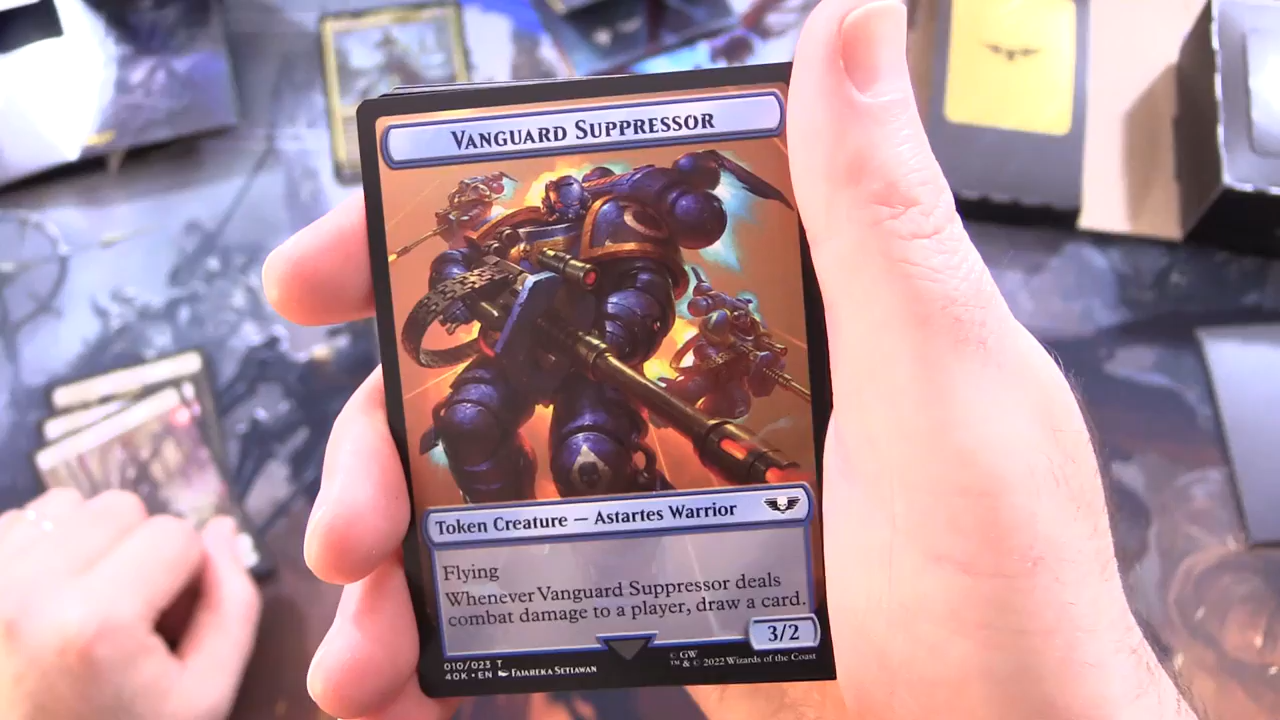 Vanguard Suppressor
Token Creature — Astartes Warrior
Flying
Whenever Vanguard Suppressor deals
combat damage to a player, draw a card.
3/2
010/023 T
40K • EN Fajareka Setiawan
© GW
™ & © 2022 Wizards of the Coast